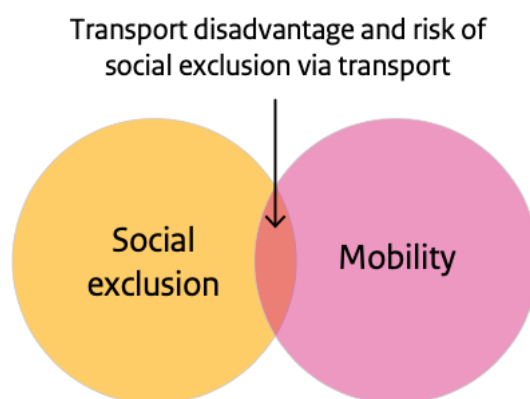 Transport disadvantage and risk of
social exclusion via transport
Social
exclusion
Mobility